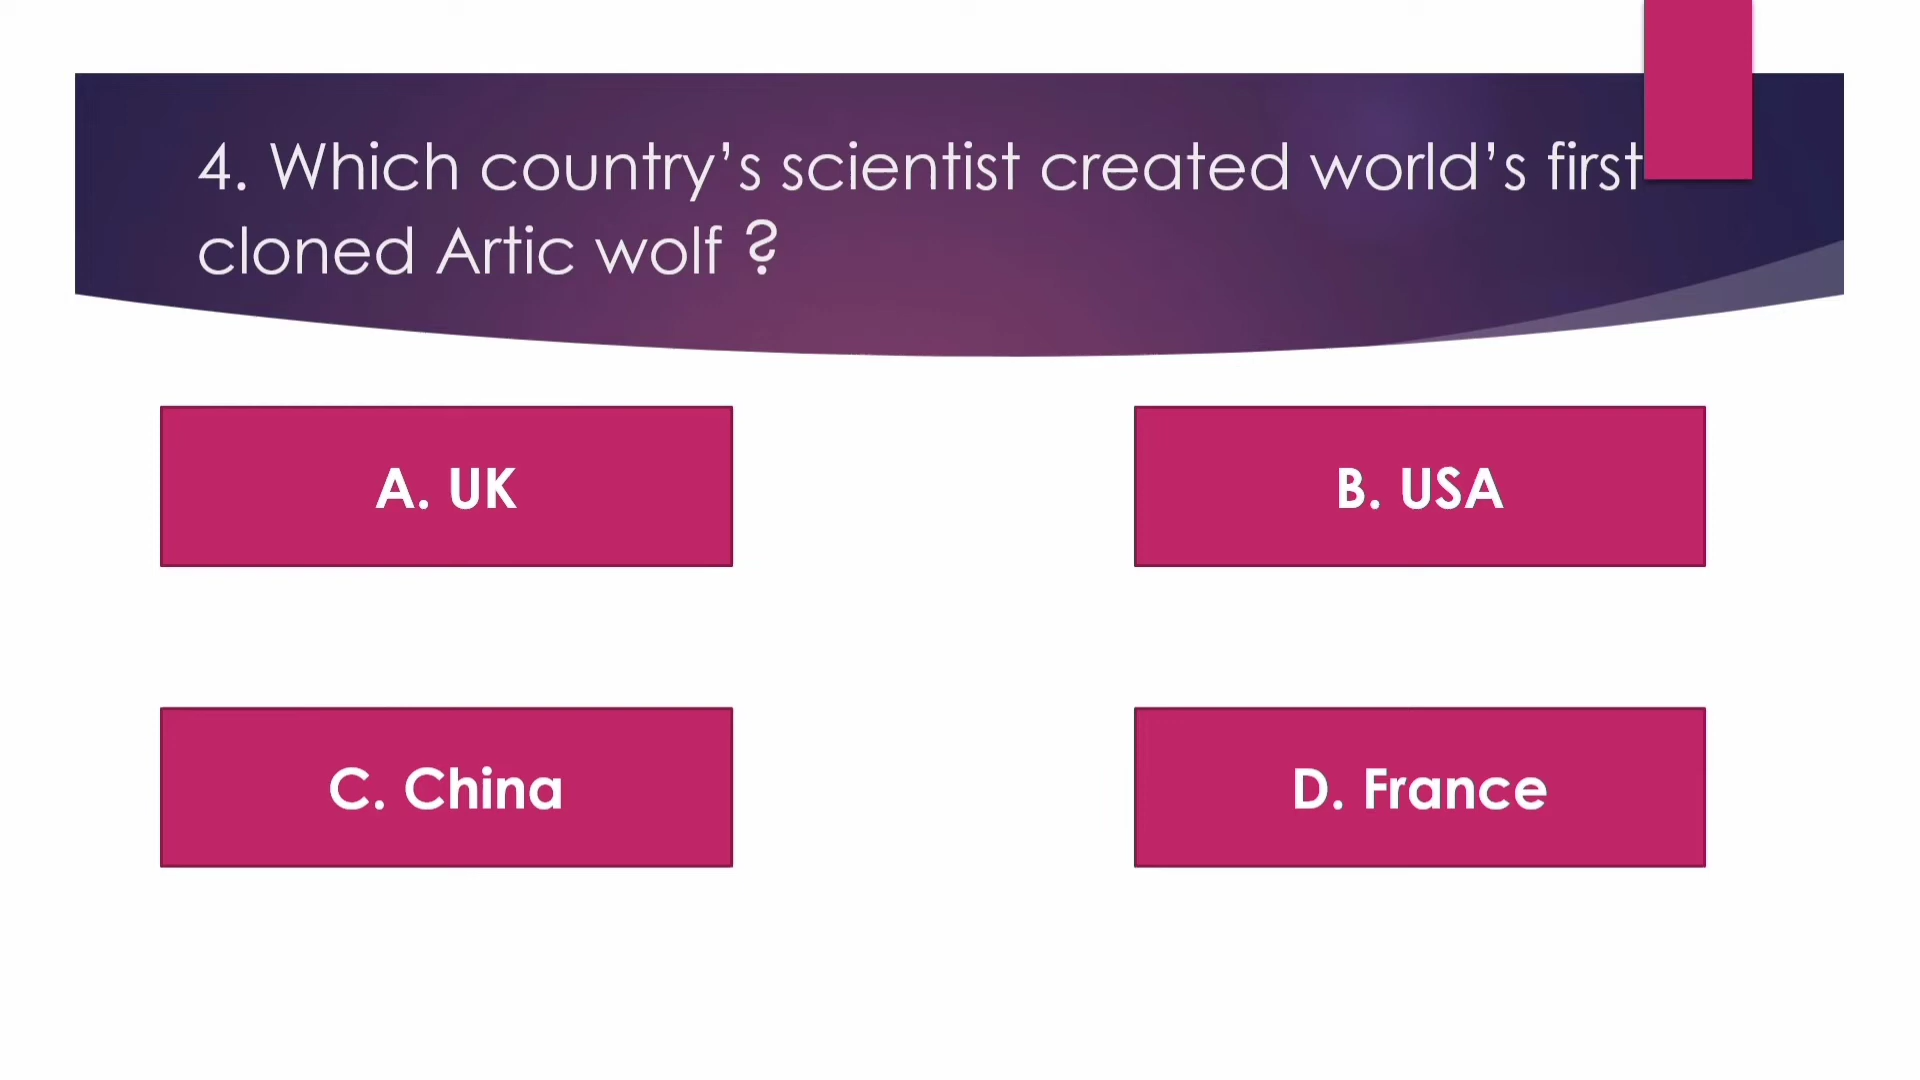 4. Which country’s scientist created world’s first
cloned Artic wolf ?
A. UK
B. USA
C. China
D. France